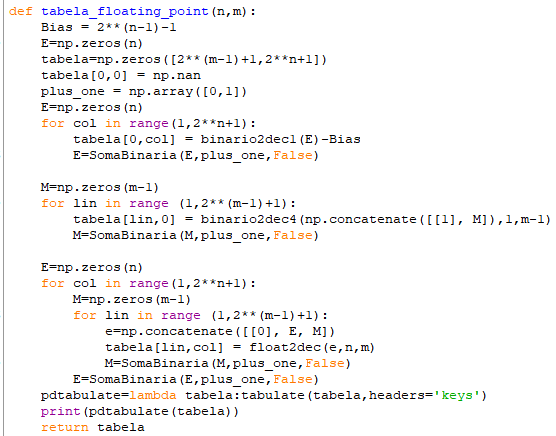 def tabela_floating_point(n,m):
    Bias = 2**(n-1)-1
    E=np.zeros(n)
    tabela=np.zeros([2**(m-1)+1,2**n+1])
    tabela[0,0] = np.nan
    plus_one = np.array([0,1])
    E=np.zeros(n)
    for col in range(1,2**n+1):
        tabela[0,col] = binario2dec1(E)-Bias
        E=SomaBinaria(E,plus_one,False)

    M=np.zeros(m-1)
    for lin in range (1,2**(m-1)+1):
        tabela[lin,0] = binario2dec4(np.concatenate([[1], M]),1,m-1)
        M=SomaBinaria(M,plus_one,False)

    E=np.zeros(n)
    for col in range(1,2**n+1):
        M=np.zeros(m-1)
        for lin in range (1,2**(m-1)+1):
            e=np.concatenate([[0], E, M])
            tabela[lin,col] = float2dec(e,n,m)
            M=SomaBinaria(M,plus_one,False)
        E=SomaBinaria(E,plus_one,False)
    pdtabulate=lambda tabela:tabulate(tabela,headers='keys')
    print(pdtabulate(tabela))
    return tabela